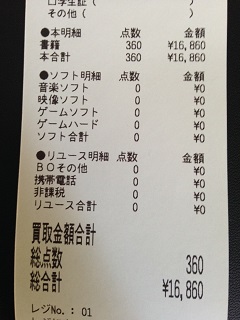 □学生証(
その他( )
●本明細 点数 金額
書籍 360 ¥16,860
本合計 360 ¥16,860
●ソフト明細 点数 金額
音楽ソフト 0 ¥0
映像ソフト 0 ¥0
ゲームソフト 0 ¥0
ゲームハード 0 ¥0
ソフト合計 0 ¥0
●リユース明細 点数 金額
BOその他 0 ¥0
携帯電話 0 ¥0
非課税 0 ¥0
リユース合計 0 ¥0
買取金額合計
総点数 360
総合計 ¥16,860
レジNo.: 01